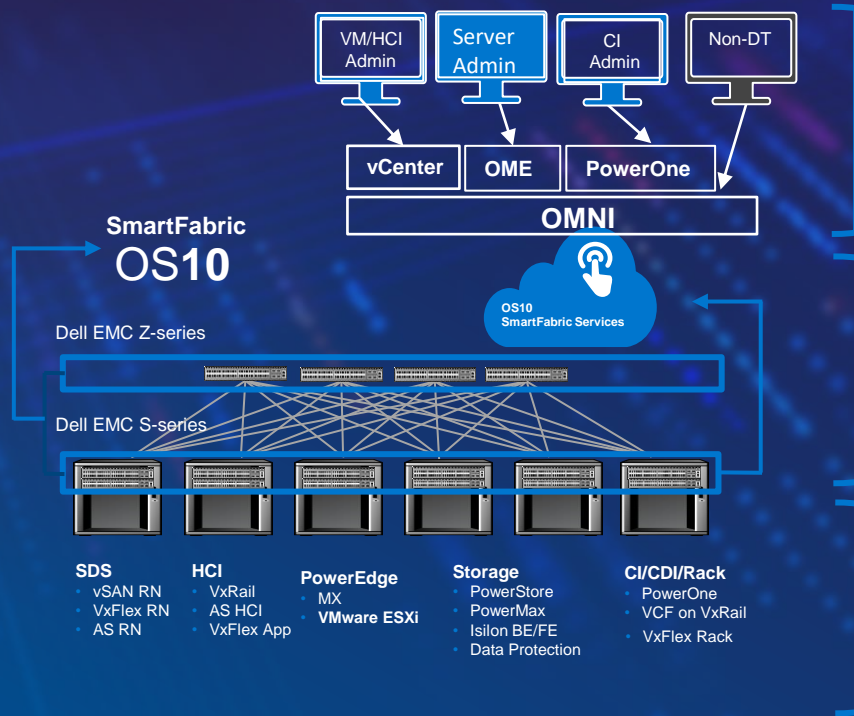 VM/HCI
Admin
Server
Admin
CI
Admin
Non-DT
vCenter
OME
PowerOne
OMNI
SmartFabric
OS10
OS10
SmartFabric Services
Dell EMC Z-series
Dell EMC S-series
SDS
• vSAN RN
• VxFlex RN
• AS RN
HCI
• VxRail
• AS HCI
• VxFlex App
PowerEdge
• MX
• VMware ESXi
Storage
• PowerStore
• PowerMax
• Isilon BE/FE
• Data Protection
CI/CDI/Rack
• PowerOne
• VCF on VxRail
• VxFlex Rack